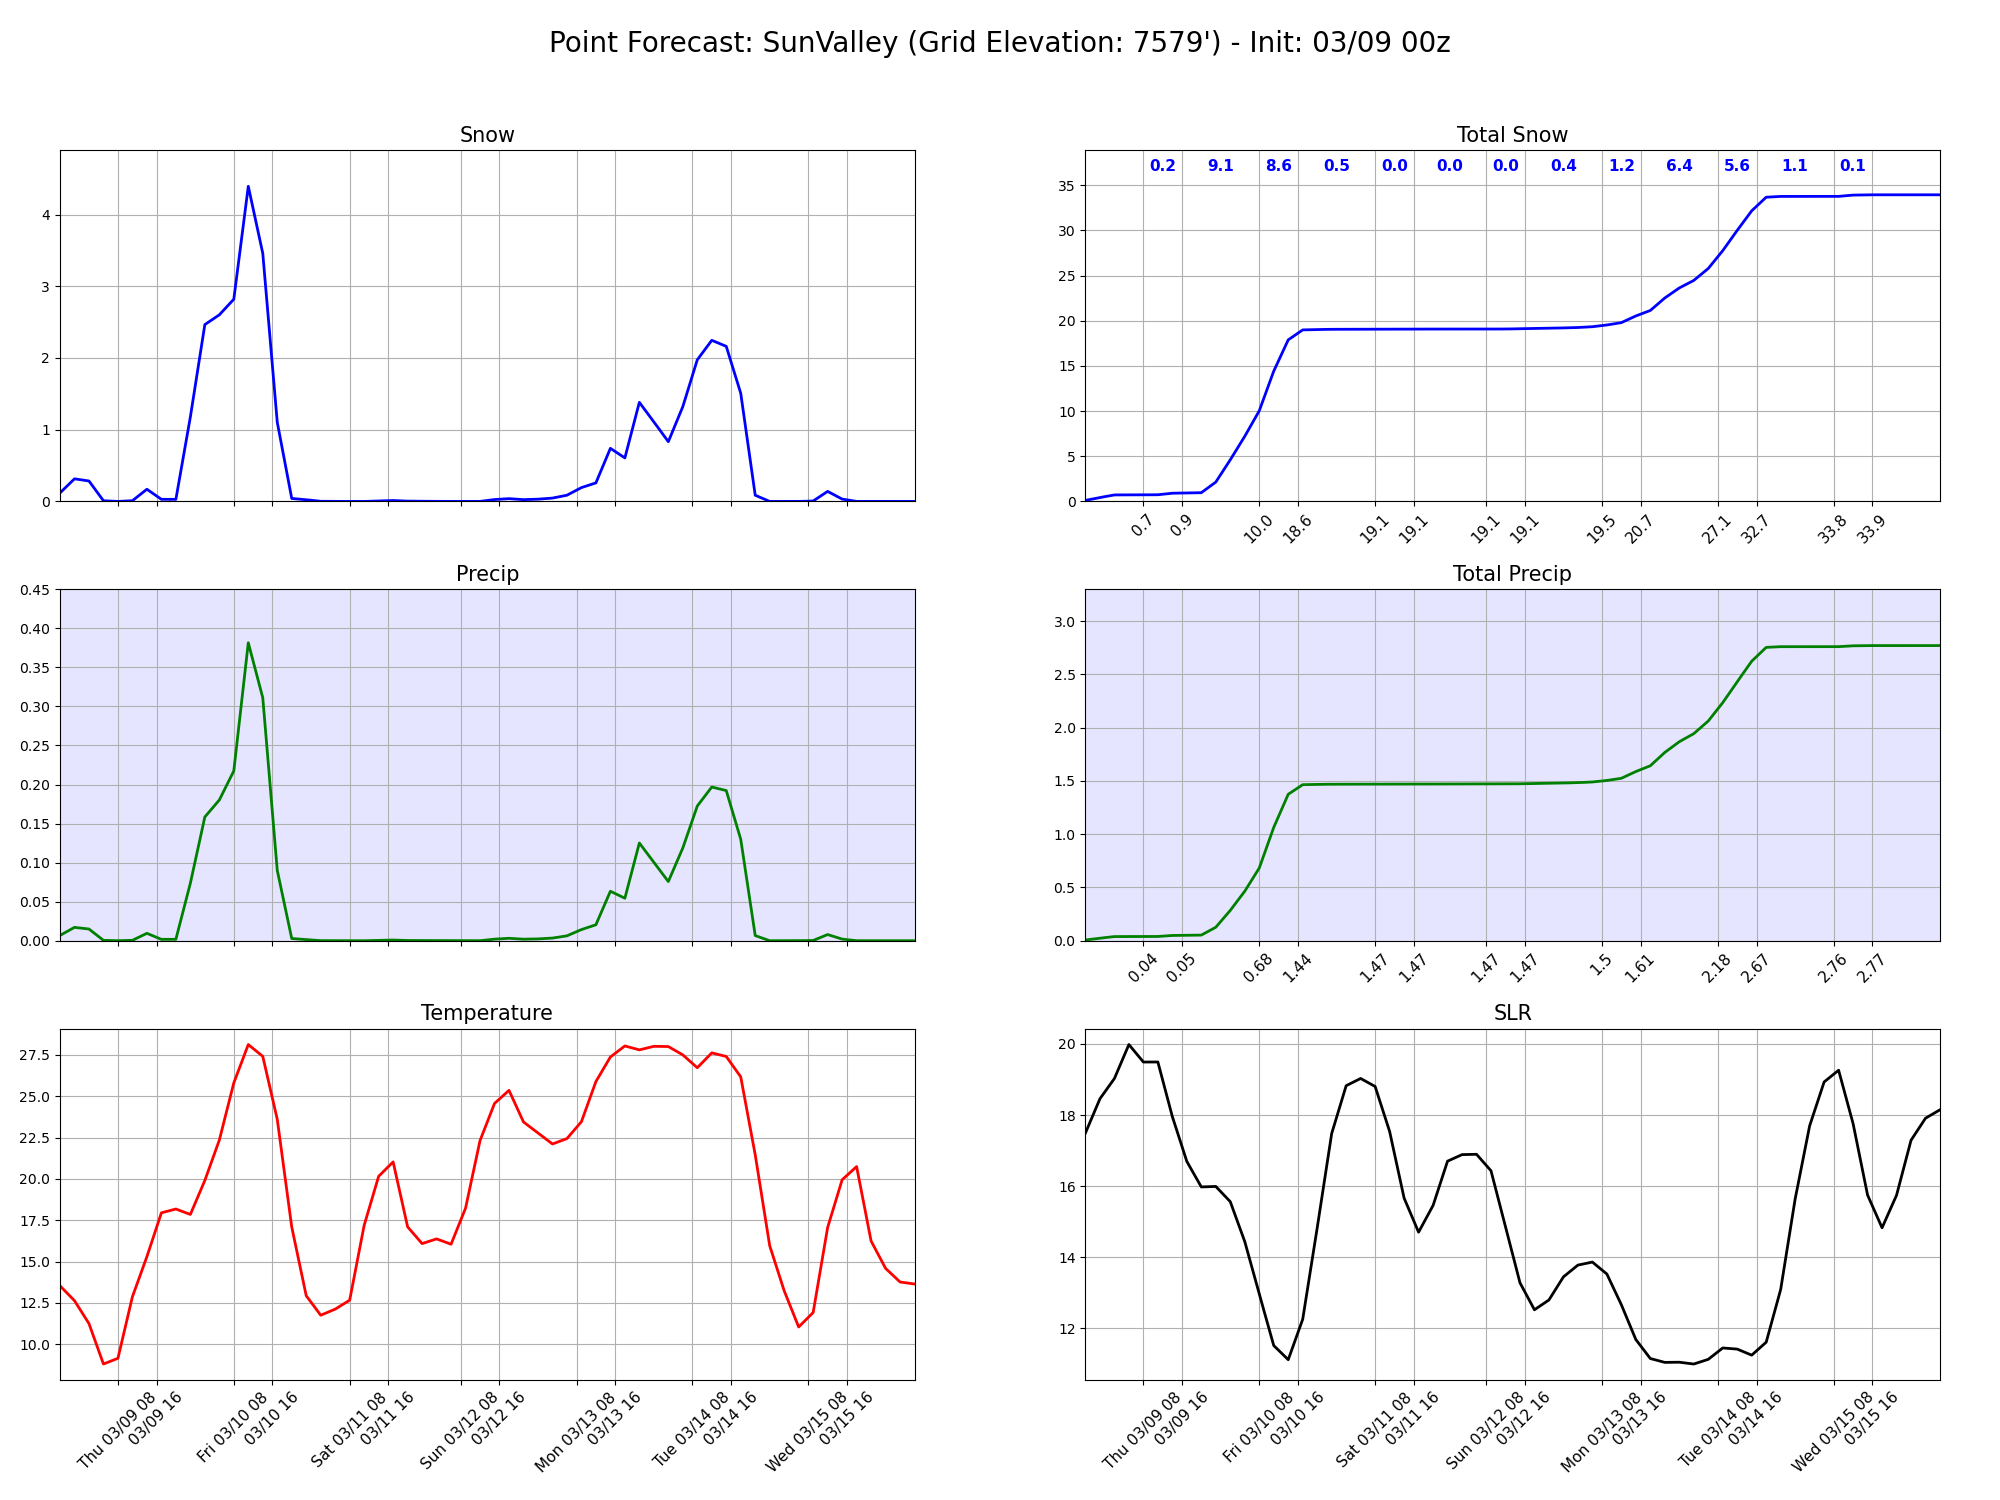 Point Forecast: SunValley (Grid Elevation: 7579') - Init: 03/09 00z
Snow
4
3
2
1
0
Total Snow
0.2 9.1 8.6 0.5 0.0 0.0 0.0 0.4 1.2 6.4 5.6 1.1 0.1
35
30
25
20
15
10
5
0
0.7 0.9 10.0 18.6 19.1 19.1 19.1 19.1 19.5 20.7 27.1 32.7 33.8 33.9
Precip
0.45
0.40
0.35
0.30
0.25
0.20
0.15
0.10
0.05
0.00
Total Precip
3.0
2.5
2.0
1.5
1.0
0.5
0.0
0.04 0.05 0.68 1.44 1.47 1.47 1.47 1.47 1.5 1.61 2.18 2.67 2.76 2.77
Temperature
27.5
25.0
22.5
20.0
17.5
15.0
12.5
10.0
Thu 03/09 08
03/09 16
Fri 03/10 08
03/10 16
Sat 03/11 08
03/11 16
Sun 03/12 08
03/12 16
Mon 03/13 08
03/13 16
Tue 03/14 08
03/14 16
Wed 03/15 08
03/15 16
SLR
20
18
16
14
12
Thu 03/09 08
03/09 16
Fri 03/10 08
03/10 16
Sat 03/11 08
03/11 16
Sun 03/12 08
03/12 16
Mon 03/13 08
03/13 16
Tue 03/14 08
03/14 16
Wed 03/15 08
03/15 16